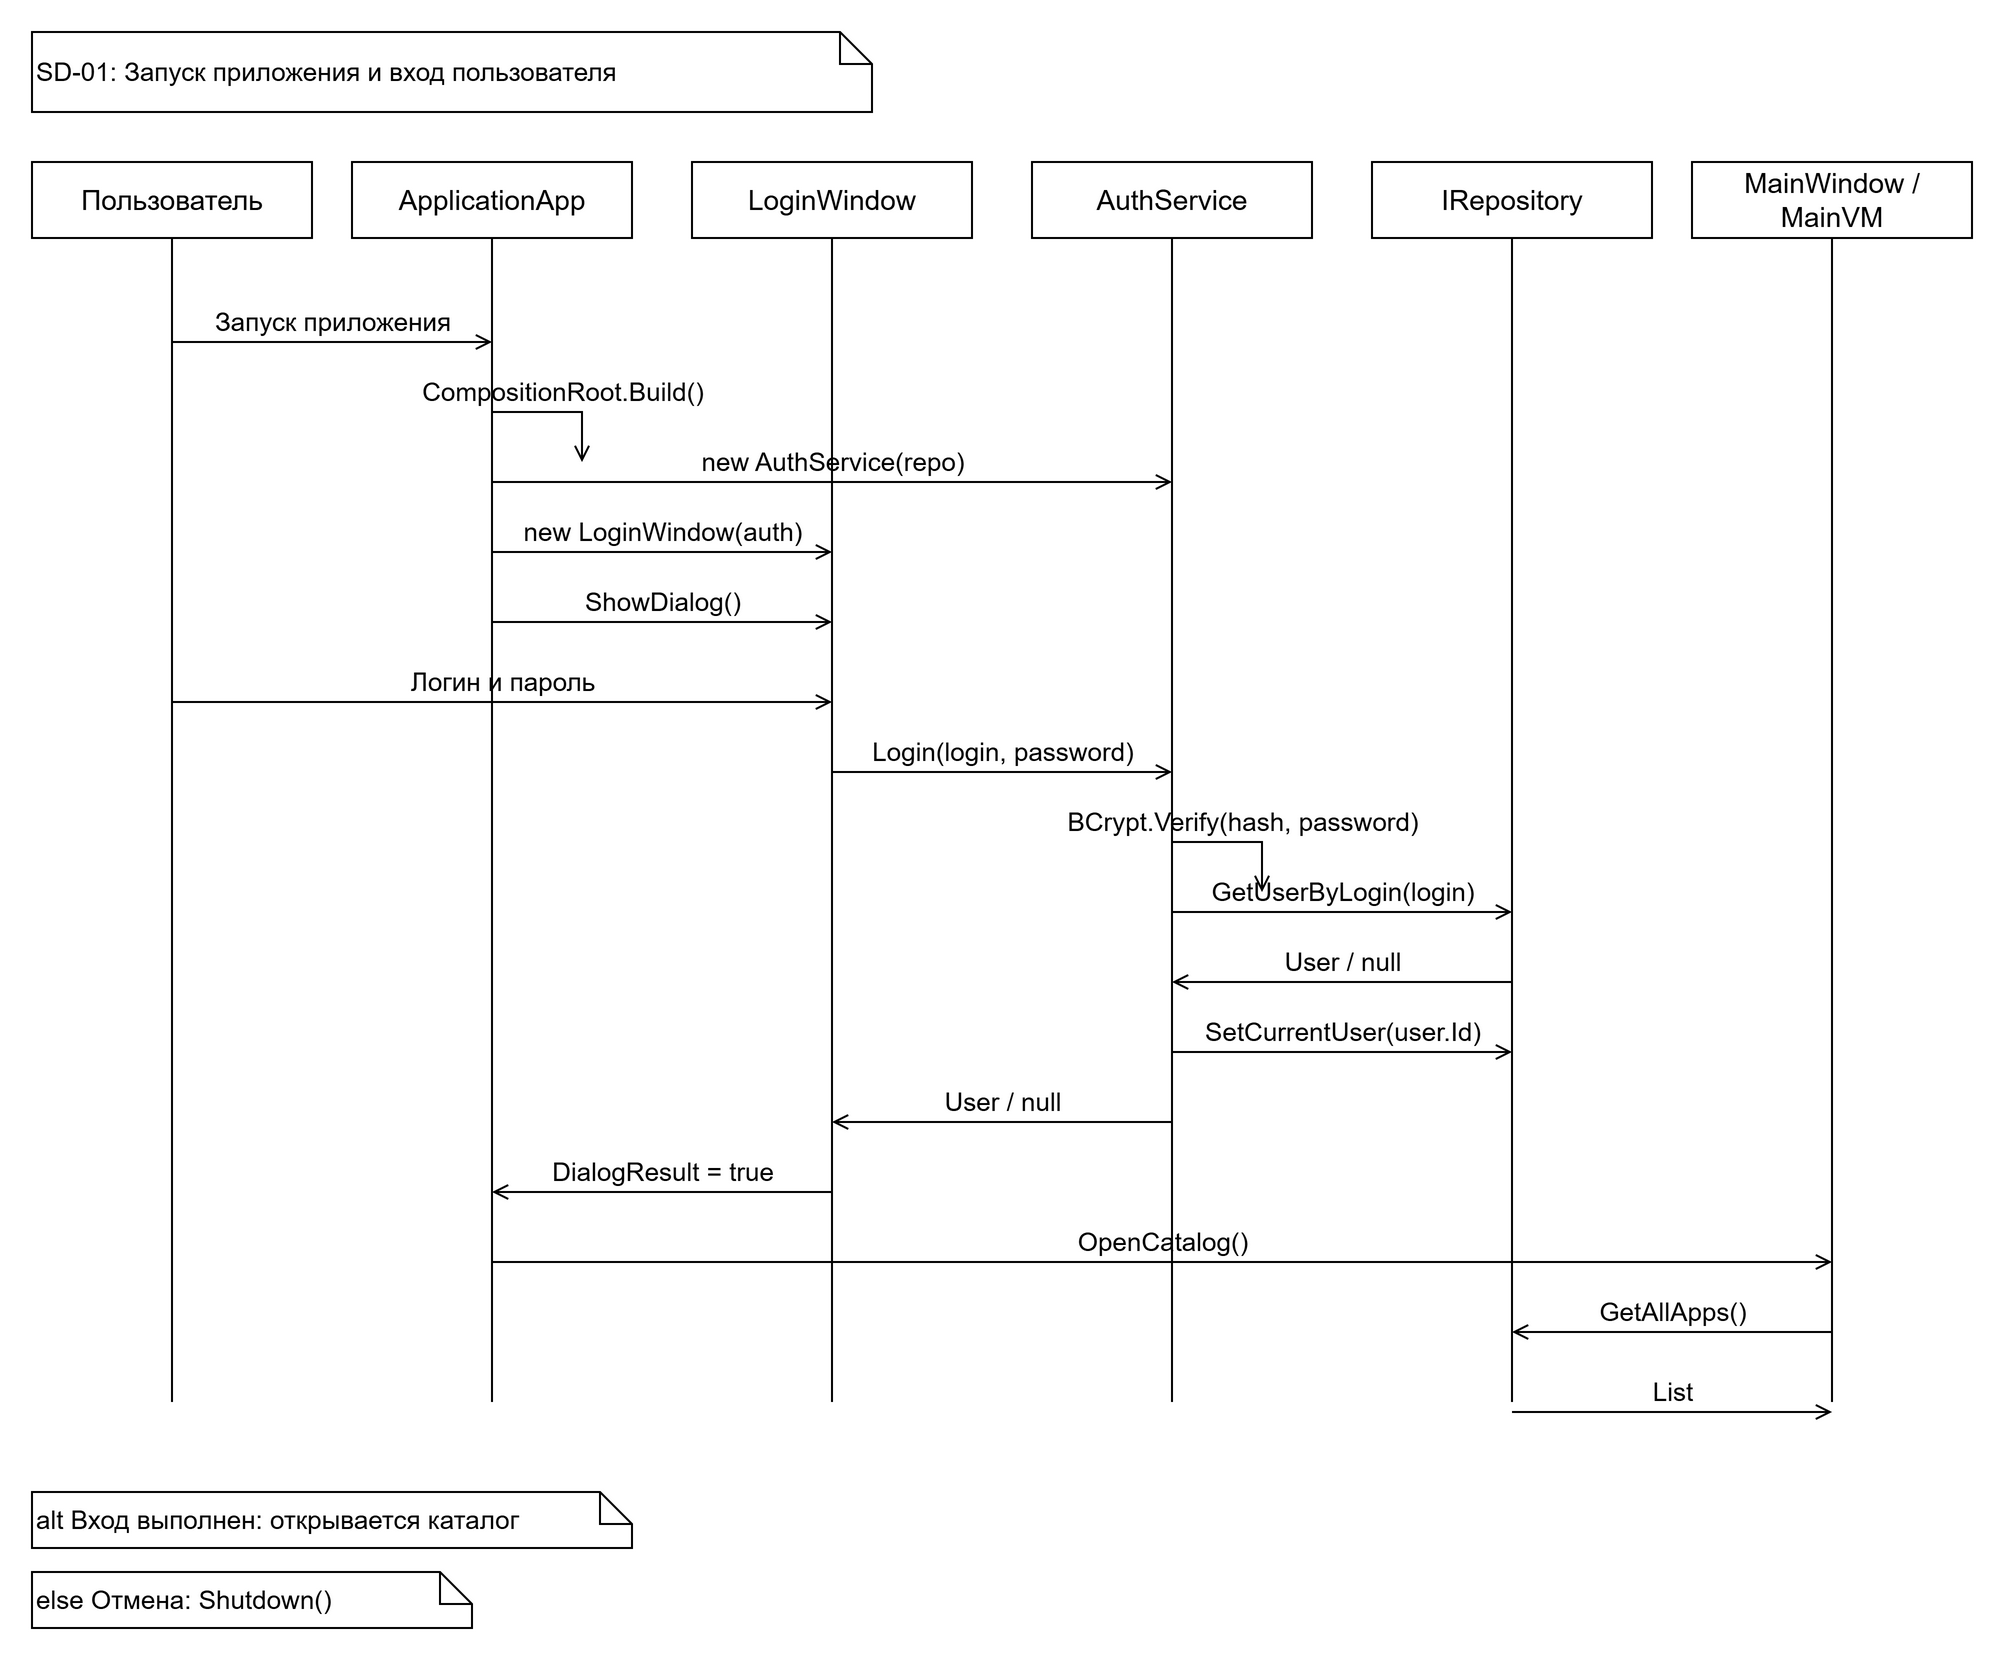 SD-01: Запуск приложения и вход пользователя
Пользователь
ApplicationApp
LoginWindow
AuthService
IRepository
MainWindow /
MainVM
Запуск приложения
CompositionRoot.Build()
new AuthService(repo)
new LoginWindow(auth)
ShowDialog()
Логин и пароль
Login(login, password)
BCrypt.Verify(hash, password)
GetUserByLogin(login)
User / null
SetCurrentUser(user.Id)
User / null
DialogResult = true
OpenCatalog()
GetAllApps()
List
alt Вход выполнен: открывается каталог
else Отмена: Shutdown()